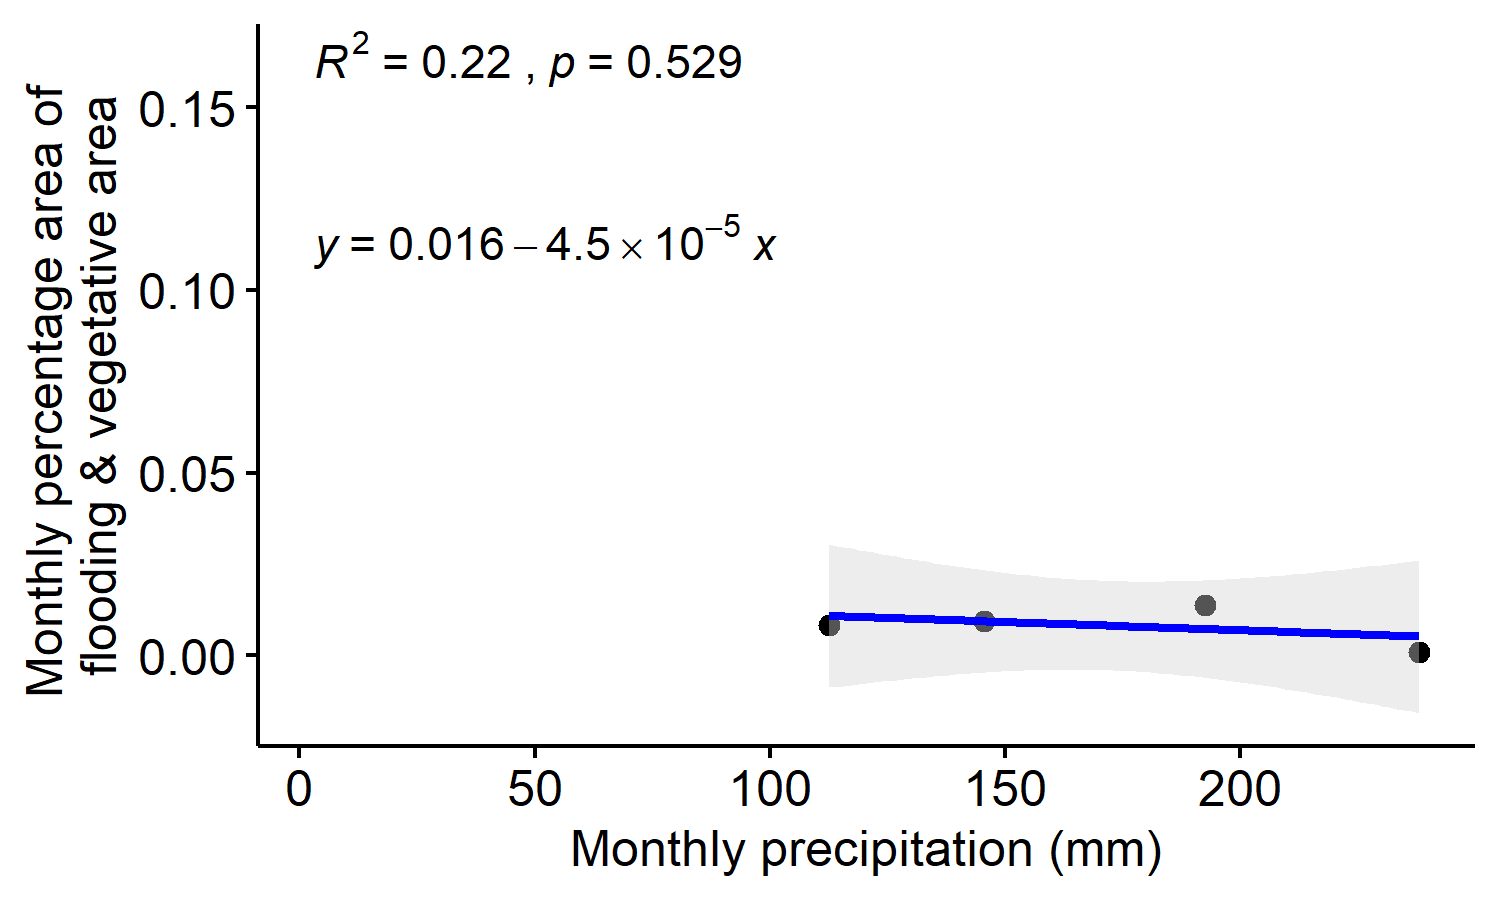 R² = 0.22 , p = 0.529
y = 0.016 − 4.5 × 10⁻⁵ x
Monthly percentage area of
flooding & vegetative area
0.15
0.10
0.05
0.00
0 50 100 150 200
Monthly precipitation (mm)